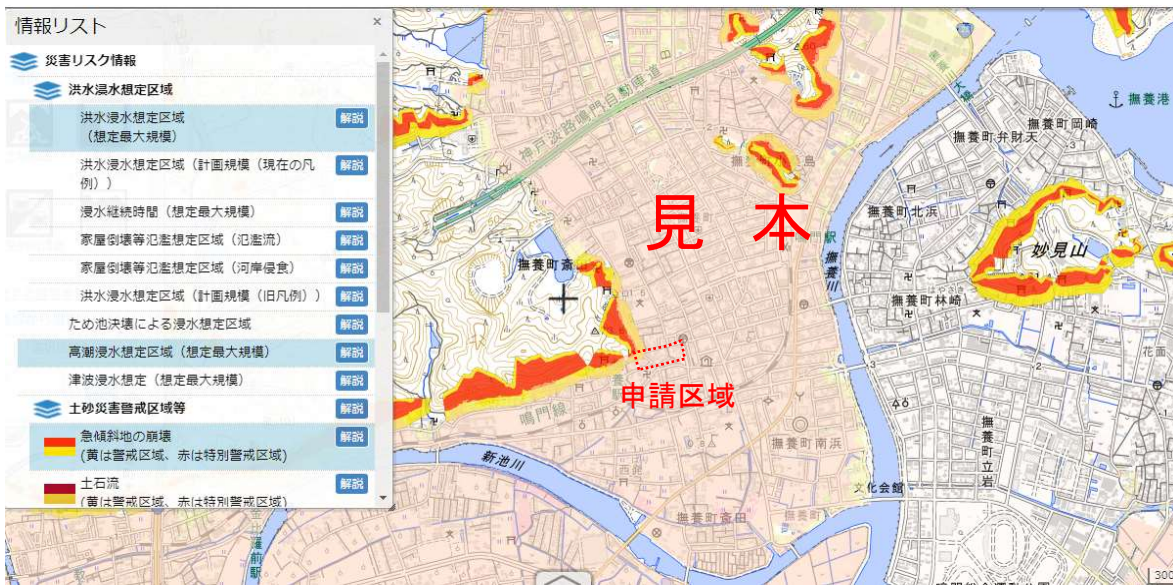 情報リスト
×
災害リスク情報
洪水浸水想定区域
洪水浸水想定区域
（想定最大規模）
解説
洪水浸水想定区域（計画規模（現在の凡
例））
解説
浸水継続時間（想定最大規模）
解説
家屋倒壊等氾濫想定区域（氾濫流）
解説
家屋倒壊等氾濫想定区域（河岸侵食）
解説
洪水浸水想定区域（計画規模（旧凡例））
解説
ため池決壊による浸水想定区域
解説
高潮浸水想定区域（想定最大規模）
解説
津波浸水想定（想定最大規模）
解説
土砂災害警戒区域等
解説
急傾斜地の崩壊
(黄は警戒区域、赤は特別警戒区域)
解説
土石流
(黄は警戒区域、赤は特別警戒区域)
解説
神戸淡路鳴門自動車道
撫養港
撫養町岡崎
撫養町弁財天
見本
撫養町北浜
撫養川
妙見山
撫養町斎
撫養町林崎
花面
申請区域
鳴門線
撫養町南浜
撫養町立岩
新池川
文化会館
撫養町斎田
撫養町